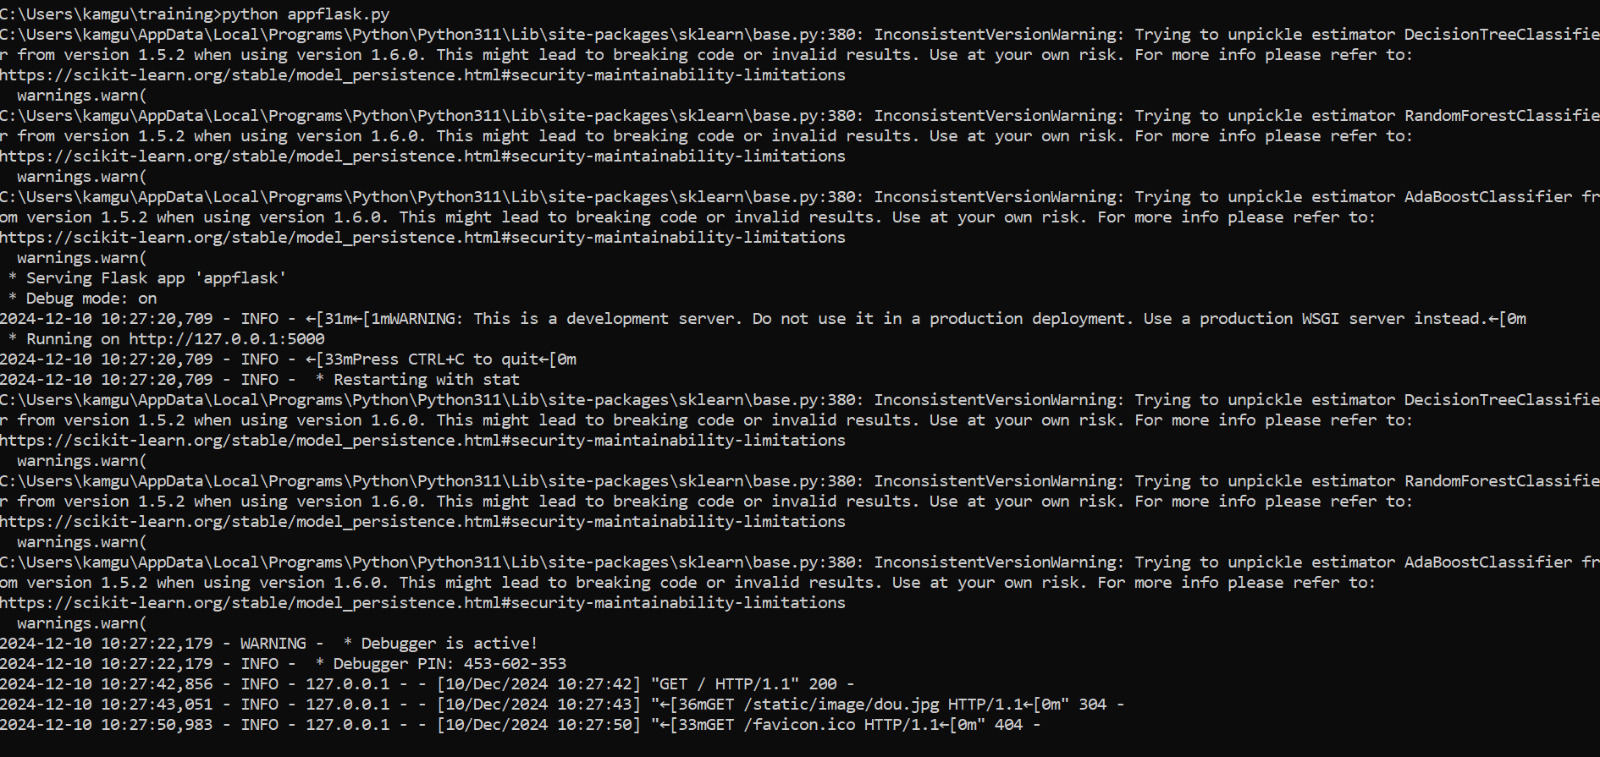 C:\Users\kamgu\training>python appflask.py
C:\Users\kamgu\AppData\Local\Programs\Python\Python311\Lib\site-packages\sklearn\base.py:380: InconsistentVersionWarning: Trying to unpickle estimator DecisionTreeClassifie
r from version 1.5.2 when using version 1.6.0. This might lead to breaking code or invalid results. Use at your own risk. For more info please refer to:
https://scikit-learn.org/stable/model_persistence.html#security-maintainability-limitations
  warnings.warn(
C:\Users\kamgu\AppData\Local\Programs\Python\Python311\Lib\site-packages\sklearn\base.py:380: InconsistentVersionWarning: Trying to unpickle estimator RandomForestClassifie
r from version 1.5.2 when using version 1.6.0. This might lead to breaking code or invalid results. Use at your own risk. For more info please refer to:
https://scikit-learn.org/stable/model_persistence.html#security-maintainability-limitations
  warnings.warn(
C:\Users\kamgu\AppData\Local\Programs\Python\Python311\Lib\site-packages\sklearn\base.py:380: InconsistentVersionWarning: Trying to unpickle estimator AdaBoostClassifier fr
om version 1.5.2 when using version 1.6.0. This might lead to breaking code or invalid results. Use at your own risk. For more info please refer to:
https://scikit-learn.org/stable/model_persistence.html#security-maintainability-limitations
  warnings.warn(
 * Serving Flask app 'appflask'
 * Debug mode: on
2024-12-10 10:27:20,709 - INFO - ←[31m←[1mWARNING: This is a development server. Do not use it in a production deployment. Use a production WSGI server instead.←[0m
 * Running on http://127.0.0.1:5000
2024-12-10 10:27:20,709 - INFO - ←[33mPress CTRL+C to quit←[0m
2024-12-10 10:27:20,709 - INFO -  * Restarting with stat
C:\Users\kamgu\AppData\Local\Programs\Python\Python311\Lib\site-packages\sklearn\base.py:380: InconsistentVersionWarning: Trying to unpickle estimator DecisionTreeClassifie
r from version 1.5.2 when using version 1.6.0. This might lead to breaking code or invalid results. Use at your own risk. For more info please refer to:
https://scikit-learn.org/stable/model_persistence.html#security-maintainability-limitations
  warnings.warn(
C:\Users\kamgu\AppData\Local\Programs\Python\Python311\Lib\site-packages\sklearn\base.py:380: InconsistentVersionWarning: Trying to unpickle estimator RandomForestClassifie
r from version 1.5.2 when using version 1.6.0. This might lead to breaking code or invalid results. Use at your own risk. For more info please refer to:
https://scikit-learn.org/stable/model_persistence.html#security-maintainability-limitations
  warnings.warn(
C:\Users\kamgu\AppData\Local\Programs\Python\Python311\Lib\site-packages\sklearn\base.py:380: InconsistentVersionWarning: Trying to unpickle estimator AdaBoostClassifier fr
om version 1.5.2 when using version 1.6.0. This might lead to breaking code or invalid results. Use at your own risk. For more info please refer to:
https://scikit-learn.org/stable/model_persistence.html#security-maintainability-limitations
  warnings.warn(
2024-12-10 10:27:22,179 - WARNING -  * Debugger is active!
2024-12-10 10:27:22,179 - INFO -  * Debugger PIN: 453-602-353
2024-12-10 10:27:42,856 - INFO - 127.0.0.1 - - [10/Dec/2024 10:27:42] "GET / HTTP/1.1" 200 -
2024-12-10 10:27:43,051 - INFO - 127.0.0.1 - - [10/Dec/2024 10:27:43] "←[36mGET /static/image/dou.jpg HTTP/1.1←[0m" 304 -
2024-12-10 10:27:50,983 - INFO - 127.0.0.1 - - [10/Dec/2024 10:27:50] "←[33mGET /favicon.ico HTTP/1.1←[0m" 404 -